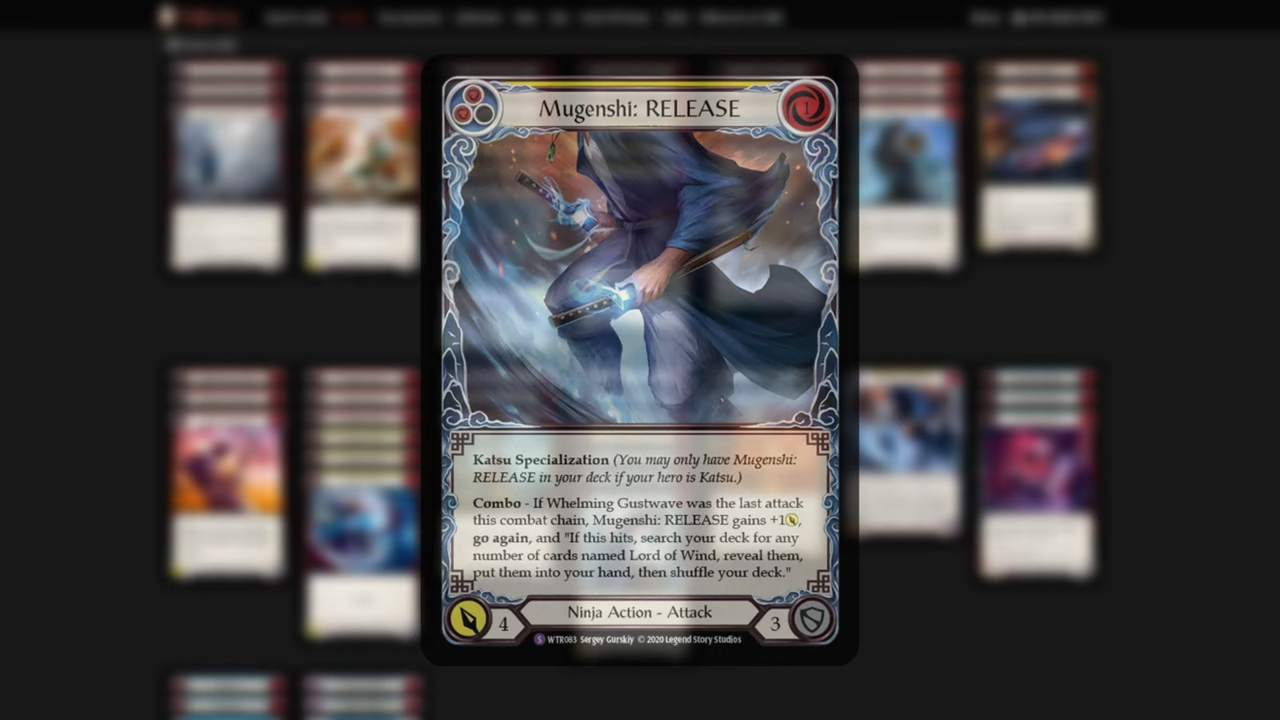 Mugenshi: RELEASE
1
Katsu Specialization (You may only have Mugenshi:
RELEASE in your deck if your hero is Katsu.)
Combo - If Whelming Gustwave was the last attack
this combat chain, Mugenshi: RELEASE gains +1,
go again, and "If this hits, search your deck for any
number of cards named Lord of Wind, reveal them,
put them into your hand, then shuffle your deck."
4
Ninja Action - Attack
3
S WTR083 Sergey Gurskiy © 2020 Legend Story Studios